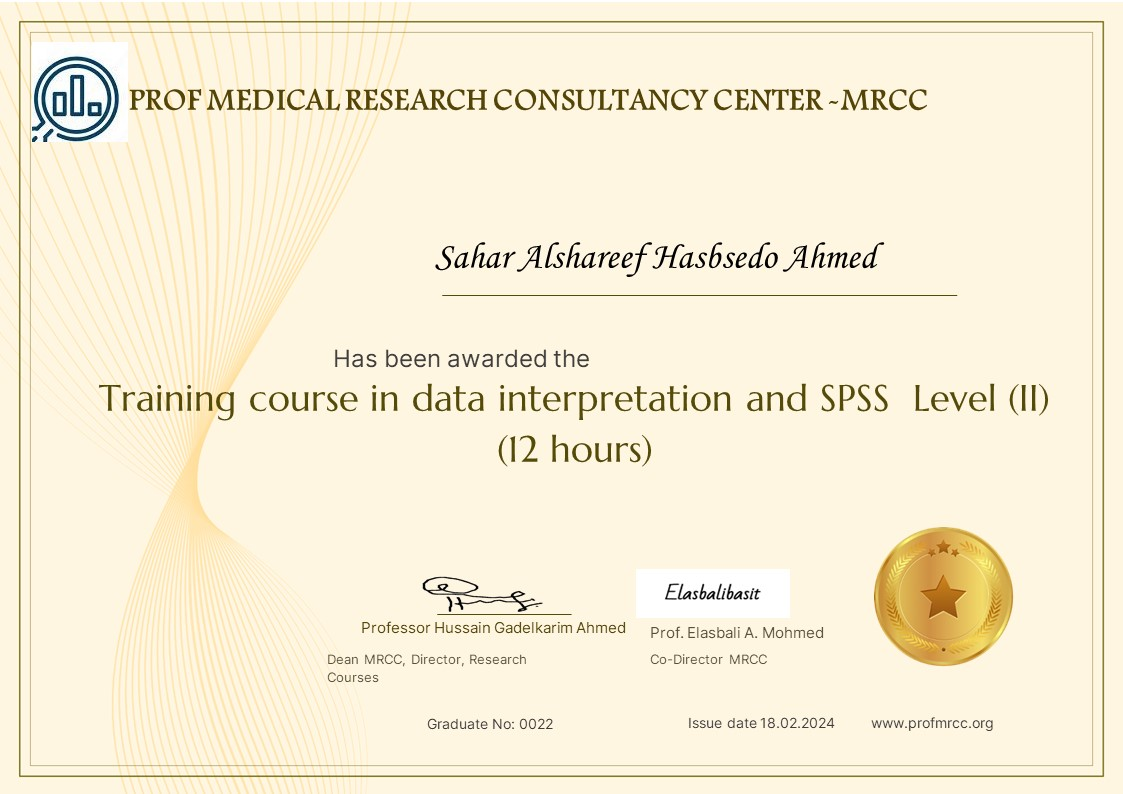 PROF MEDICAL RESEARCH CONSULTANCY CENTER ~MRCC
Sahar Alshareef Hasbsedo Ahmed
Has been awarded the
Training course in data interpretation and SPSS Level (II)
(12 hours)
Elasbalibasit
Professor Hussain Gadelkarim Ahmed
Prof. Elasbali A. Mohmed
Dean MRCC, Director, Research
Courses
Co-Director MRCC
Graduate No: 0022
Issue date 18.02.2024
www.profmrcc.org